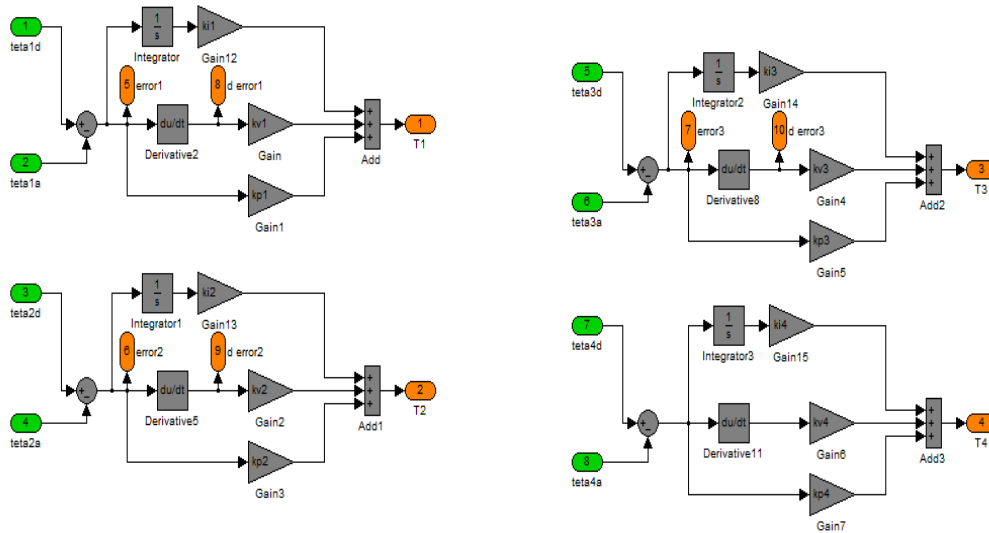 1
teta1d
1
s
Integrator
ki1
Gain12
5
error1
8
d error1
+
-
2
teta1a
du/dt
Derivative2
kv1
Gain
+
+
+
Add
1
T1
kp1
Gain1
3
teta2d
1
s
Integrator1
ki2
Gain13
6
error2
9
d error2
+
-
4
teta2a
du/dt
Derivative5
kv2
Gain2
+
+
+
Add1
2
T2
kp2
Gain3
5
teta3d
1
s
Integrator2
ki3
Gain14
7
error3
10
d error3
+
-
6
teta3a
du/dt
Derivative8
kv3
Gain4
+
+
+
Add2
3
T3
kp3
Gain5
7
teta4d
1
s
Integrator3
ki4
Gain15
+
-
8
teta4a
du/dt
Derivative11
kv4
Gain6
+
+
+
Add3
4
T4
kp4
Gain7